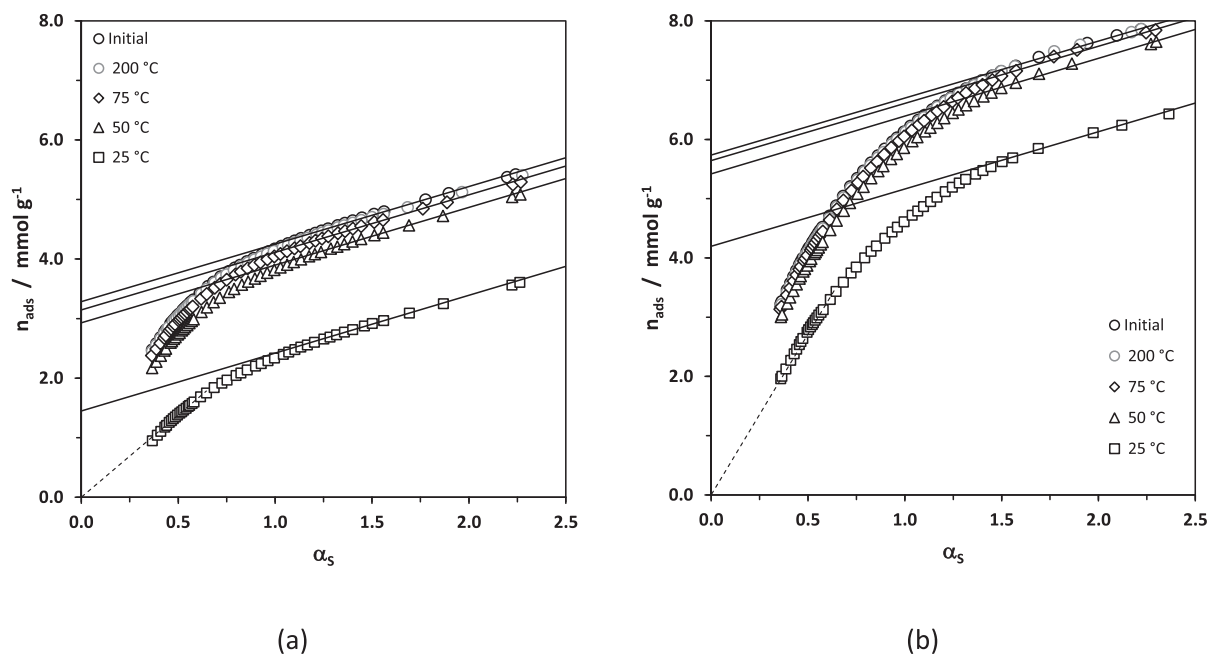 8.0
6.0
4.0
2.0
0.0
n_ads / mmol g⁻¹
○ Initial
○ 200 °C
◇ 75 °C
△ 50 °C
□ 25 °C
0.0 0.5 1.0 1.5 2.0 2.5
α_S
(a)
8.0
6.0
4.0
2.0
0.0
n_ads / mmol g⁻¹
○ Initial
○ 200 °C
◇ 75 °C
△ 50 °C
□ 25 °C
0.0 0.5 1.0 1.5 2.0 2.5
α_S
(b)